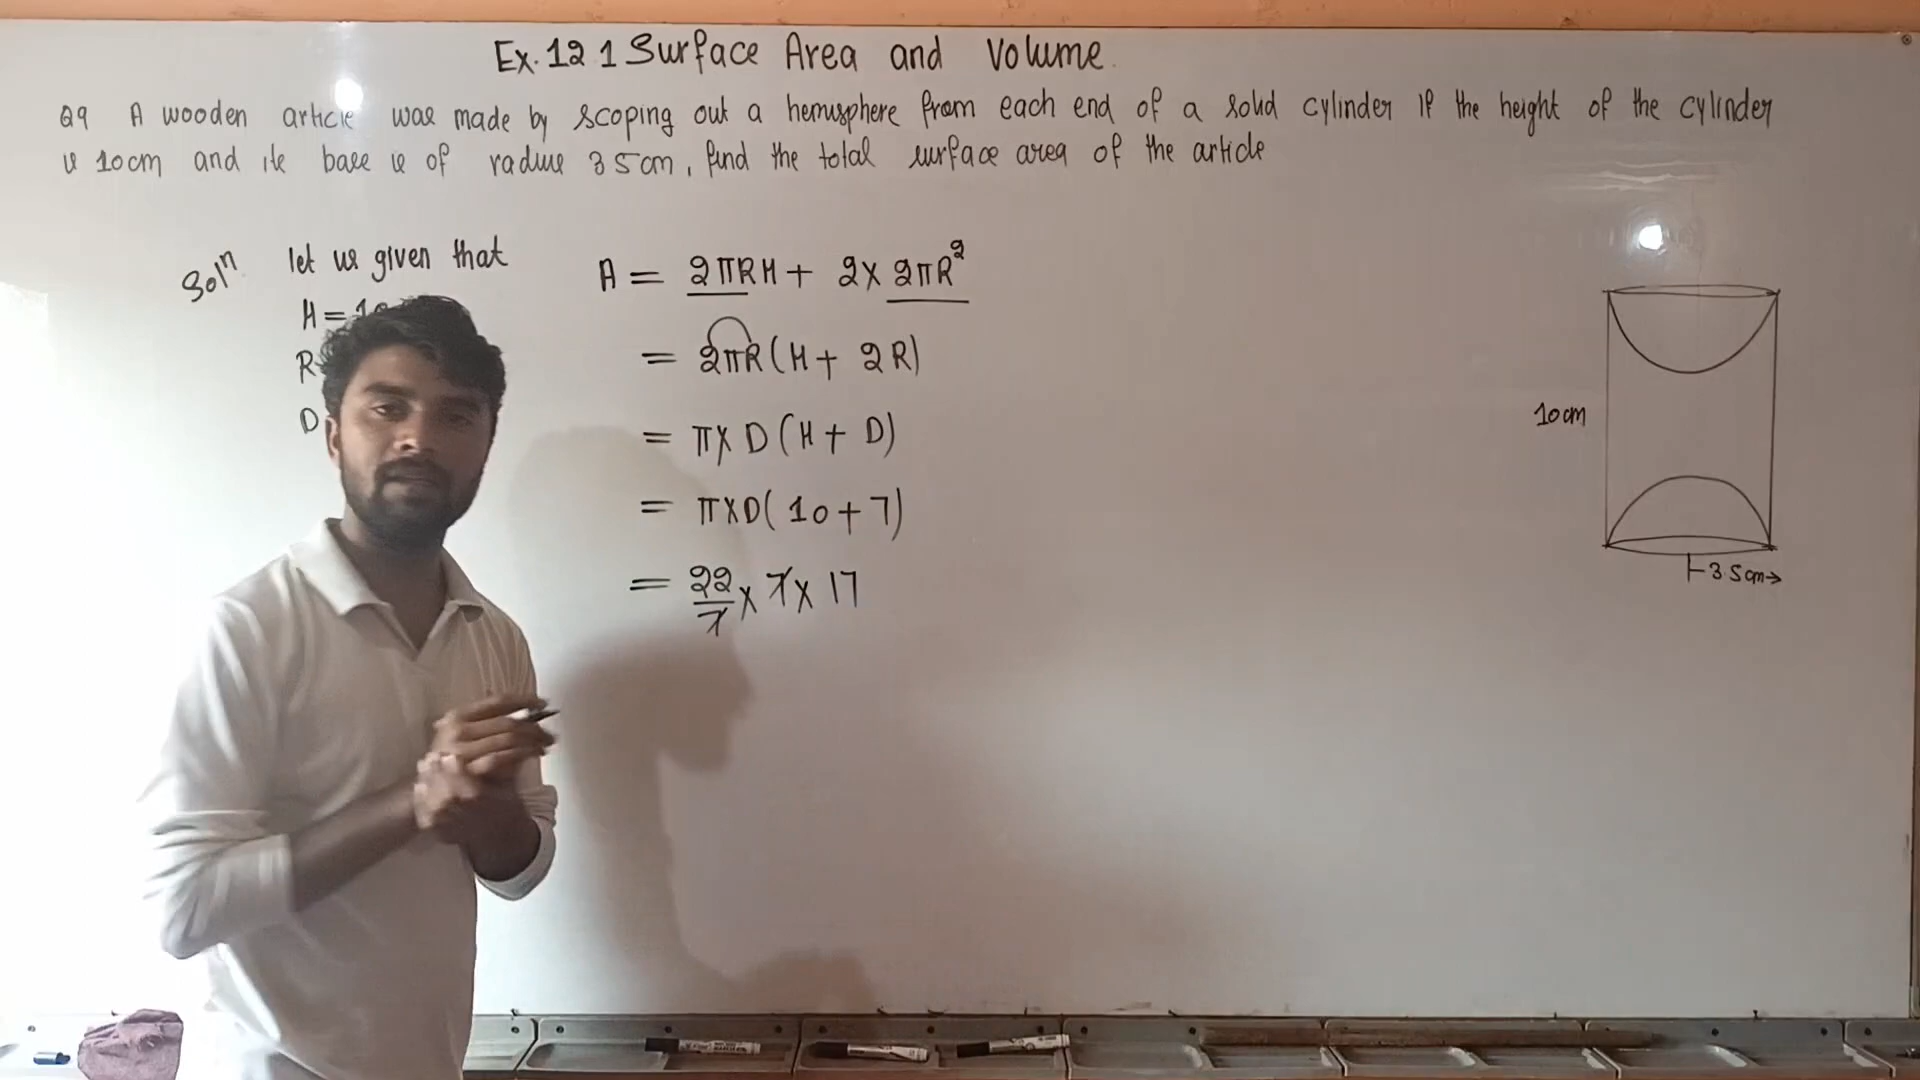 Ex. 12 1 Surface Area and Volume
Q9 A wooden article was made by scoping out a hemisphere from each end of a solid cylinder If the height of the cylinder
is 10cm and its base is of radius 3 5cm, find the total surface area of the article
Solⁿ let us given that
H = 10
R
D
A = 2πRH + 2 × 2πR²
= 2πR(H + 2R)
= π × D(H + D)
= π×D(10+7)
= 22/7 × 7 × 17
10cm
3 5cm